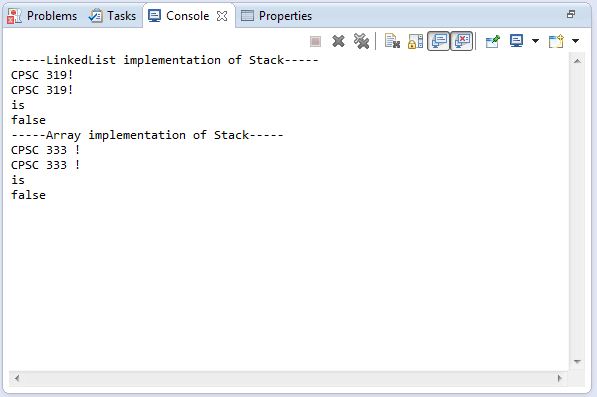 Problems Tasks Console Properties
-----LinkedList implementation of Stack-----
CPSC 319!
CPSC 319!
is
false
-----Array implementation of Stack-----
CPSC 333 !
CPSC 333 !
is
false